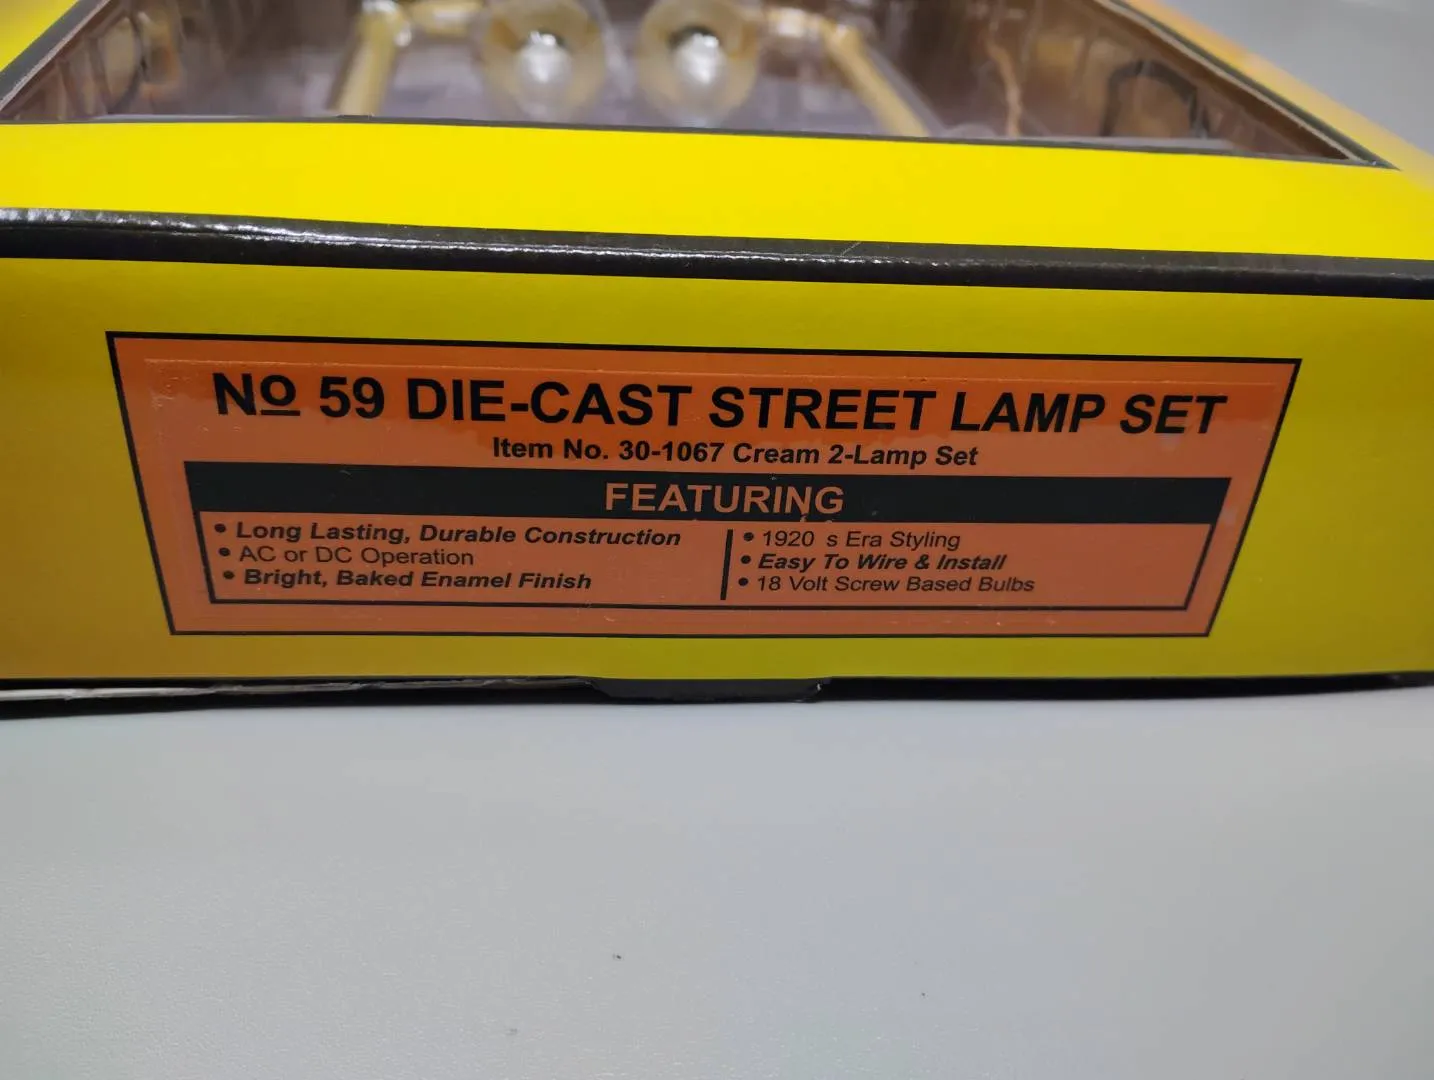 Nº 59 DIE-CAST STREET LAMP SET
Item No. 30-1067 Cream 2-Lamp Set
FEATURING
• Long Lasting, Durable Construction
• AC or DC Operation
• Bright, Baked Enamel Finish
• 1920 s Era Styling
• Easy To Wire & Install
• 18 Volt Screw Based Bulbs